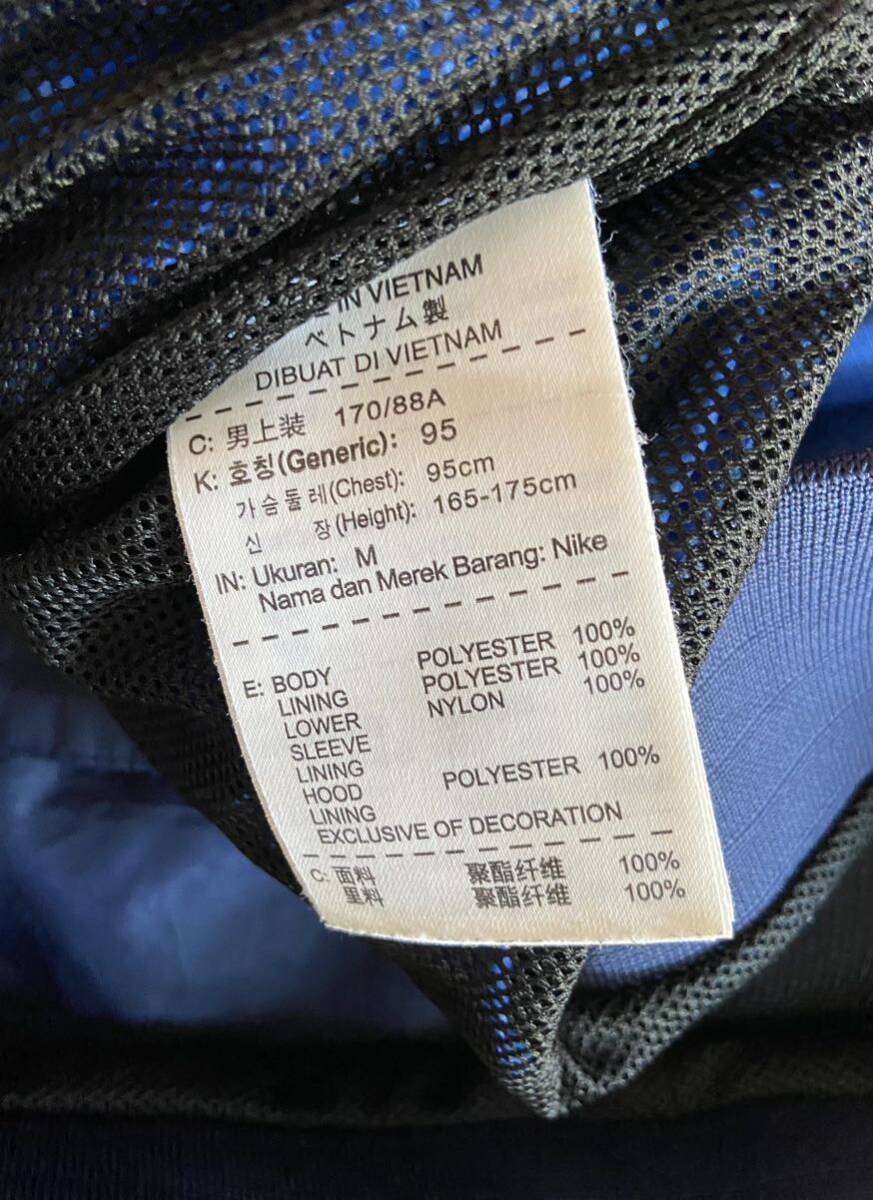 IN VIETNAM
ベトナム製
DIBUAT DI VIETNAM
C: 男上装 170/88A
K: 호칭(Generic): 95
가슴둘레(Chest): 95cm
신 장(Height): 165-175cm
IN: Ukuran: M
Nama dan Merek Barang: Nike
E: BODY POLYESTER 100%
LINING POLYESTER 100%
LOWER NYLON 100%
SLEEVE
LINING
HOOD POLYESTER 100%
LINING
EXCLUSIVE OF DECORATION
C: 面料 聚酯纤维 100%
里料 聚酯纤维 100%